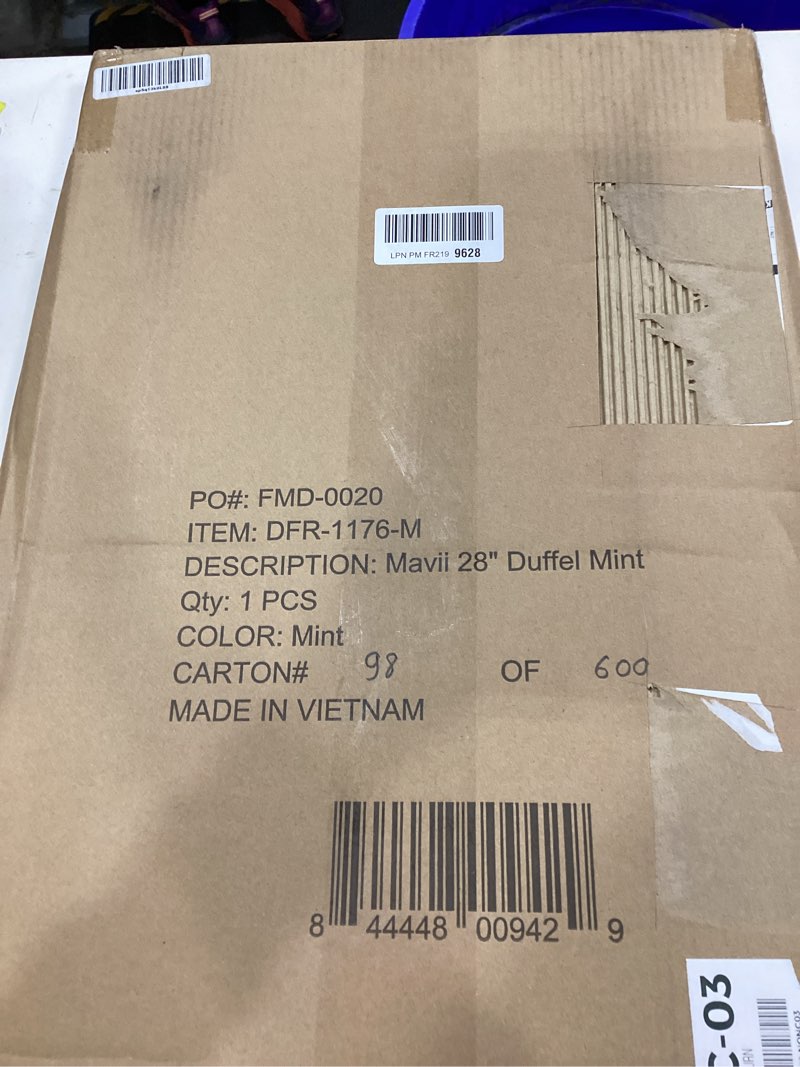 LPN PM FR219 9628
PO#: FMD-0020
ITEM: DFR-1176-M
DESCRIPTION: Mavii 28" Duffel Mint
Qty: 1 PCS
COLOR: Mint
CARTON# 98 OF 600
MADE IN VIETNAM
8 44448 00942 9
C-03